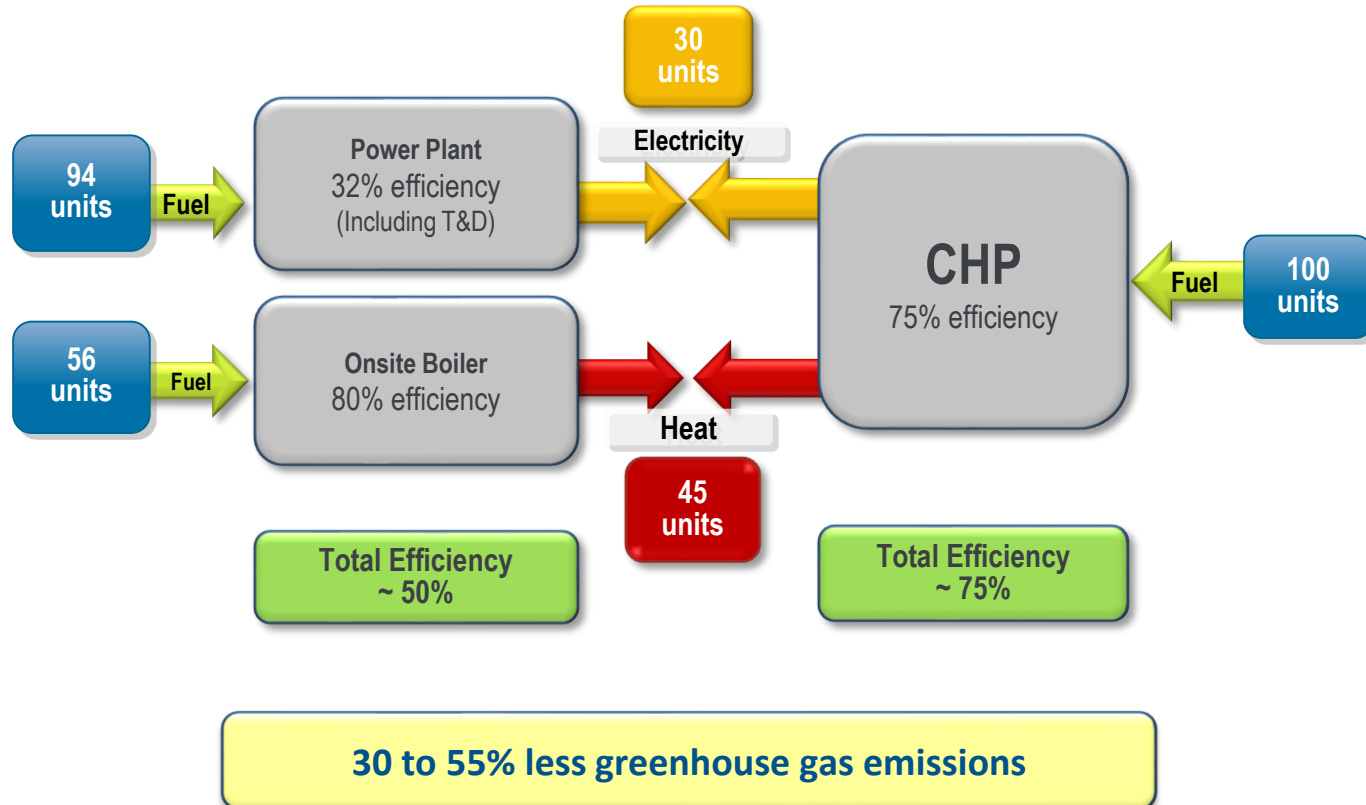 30
units
Electricity
94
units
Fuel
Power Plant
32% efficiency
(Including T&D)
CHP
75% efficiency
Fuel
100
units
56
units
Fuel
Onsite Boiler
80% efficiency
Heat
45
units
Total Efficiency
~ 50%
Total Efficiency
~ 75%
30 to 55% less greenhouse gas emissions